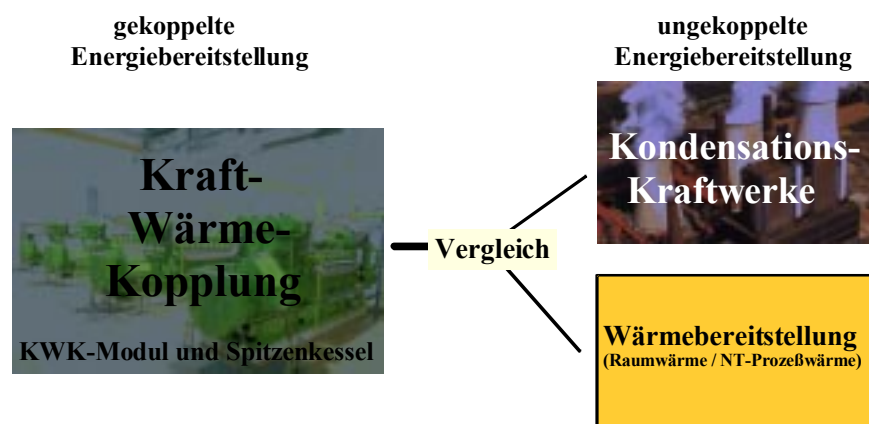 gekoppelte
Energiebereitstellung
Kraft-
Wärme-
Kopplung
KWK-Modul und Spitzenkessel
Vergleich
ungekoppelte
Energiebereitstellung
Kondensations-
Kraftwerke
Wärmebereitstellung
(Raumwärme / NT-Prozeßwärme)